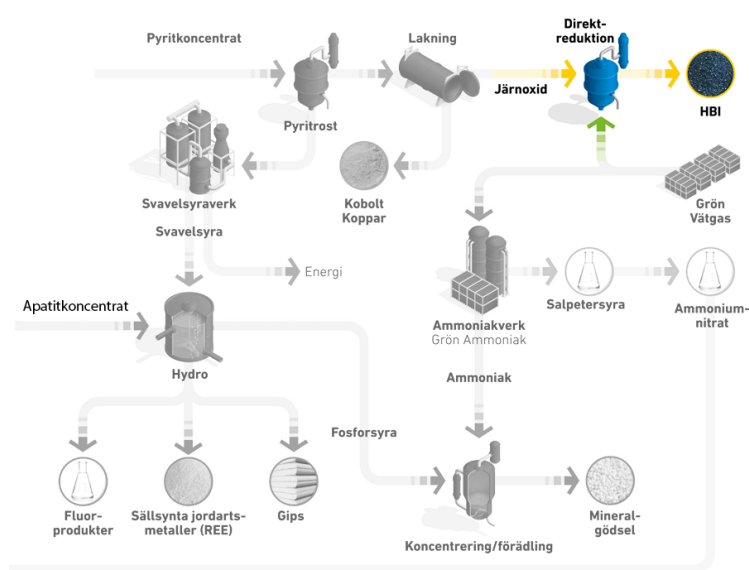 Direkt-
reduktion
Pyritkoncentrat
Lakning
Järnoxid
HBI
Pyritrost
Svavelsyraverk
Svavelsyra
Kobolt
Koppar
Grön
Vätgas
Energi
Salpetersyra
Ammonium-
nitrat
Apatitkoncentrat
Ammoniakverk
Grön Ammoniak
Hydro
Ammoniak
Fosforsyra
Fluor-
produkter
Sällsynta jordarts-
metaller (REE)
Gips
Mineral-
gödsel
Koncentrering/förädling